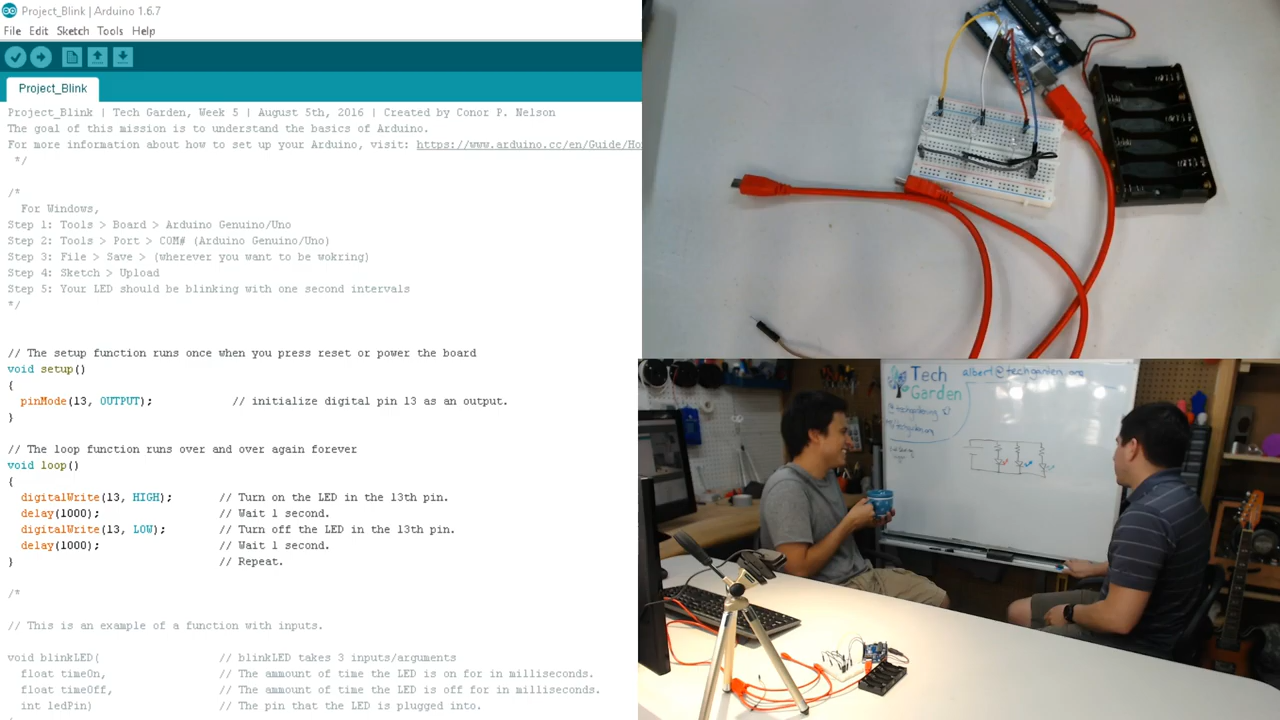 Project_Blink | Arduino 1.6.7
File Edit Sketch Tools Help
Project_Blink
Project_Blink | Tech Garden, Week 5 | August 5th, 2016 | Created by Conor P. Nelson
The goal of this mission is to understand the basics of Arduino.
For more information about how to set up your Arduino, visit: https://www.arduino.cc/en/Guide/Ho
*/
/*
For Windows,
Step 1: Tools > Board > Arduino Genuino/Uno
Step 2: Tools > Port > COM# (Arduino Genuino/Uno)
Step 3: File > Save > (wherever you want to be wokring)
Step 4: Sketch > Upload
Step 5: Your LED should be blinking with one second intervals
*/
// The setup function runs once when you press reset or power the board
void setup()
{
pinMode(13, OUTPUT); // initialize digital pin 13 as an output.
}
// The loop function runs over and over again forever
void loop()
{
digitalWrite(13, HIGH); // Turn on the LED in the 13th pin.
delay(1000); // Wait 1 second.
digitalWrite(13, LOW); // Turn off the LED in the 13th pin.
delay(1000); // Wait 1 second.
} // Repeat.
/*
// This is an example of a function with inputs.
void blinkLED( // blinkLED takes 3 inputs/arguments
float timeOn, // The ammount of time the LED is on for in milliseconds.
float timeOff, // The ammount of time the LED is off for in milliseconds.
int ledPin // The pin that the LED is plugged into.
Tech Garden
albert@techgarden.org